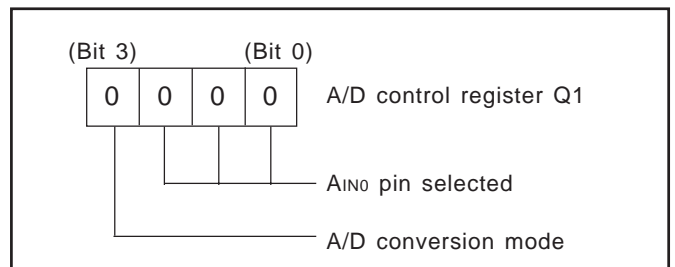 (Bit 3) (Bit 0)
0 0 0 0 A/D control register Q1
AIN0 pin selected
A/D conversion mode